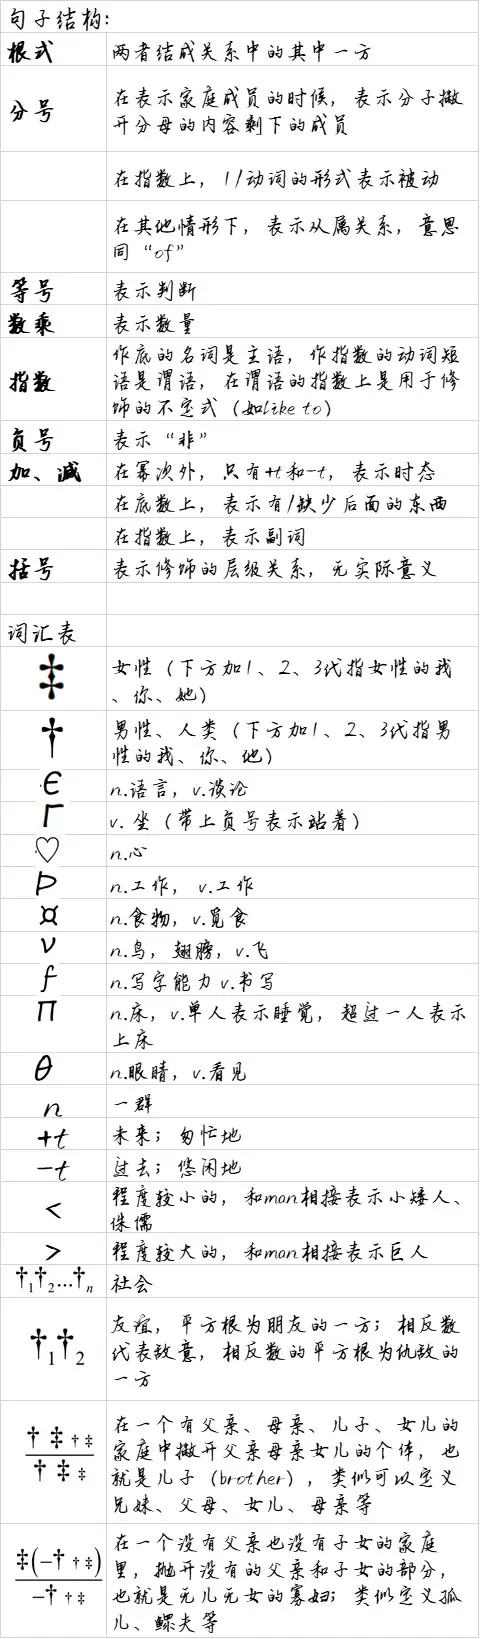 句子结构:
根式 两者结成关系中的其中一方
分号 在表示家庭成员的时候，表示分子撇
开分母的内容剩下的成员
在指数上，1/动词的形式表示被动
在其他情形下，表示从属关系，意思
同“of”
等号 表示判断
数乘 表示数量
指数 作底的名词是主语，作指数的动词短
语是谓语，在谓语的指数上是用于修
饰的不定式（如like to）
负号 表示“非”
加、减 在幂次外，只有+t和-t，表示时态
在底数上，表示有/缺少后面的东西
在指数上，表示副词
括号 表示修饰的层级关系，无实际意义
词汇表
‡ 女性（下方加1、2、3代指女性的我
、你、她）
† 男性、人类（下方加1、2、3代指男
性的我、你、他）
ϵ n.语言，v.谈论
Γ v. 坐（带上负号表示站着）
♡ n.心
Þ n.工作， v.工作
¤ n.食物，v.觅食
ν n.鸟，翅膀，v.飞
f n.写字能力 v.书写
Π n.床，v.单人表示睡觉，超过一人表示
上床
θ n.眼睛，v.看见
n 一群
+t 未来；匆忙地
-t 过去；悠闲地
< 程度较小的，和man相接表示小矮人、
侏儒
> 程度较大的，和man相接表示巨人
†₁†₂...†ₙ 社会
†₁†₂ 友谊，平方根为朋友的一方；相反数
代表敌意，相反数的平方根为仇敌的
一方
† ‡ † ‡
† ‡ ‡
在一个有父亲、母亲、儿子、女儿的
家庭中撇开父亲母亲女儿的个体，也
就是儿子（brother），类似可以定义
兄妹、父母、女儿、母亲等
‡(-† † ‡)
-† † ‡
在一个没有父亲也没有子女的家庭
里，抛开没有的父亲和子女的部分，
也就是无儿无女的寡妇；类似定义孤
儿、鳏夫等